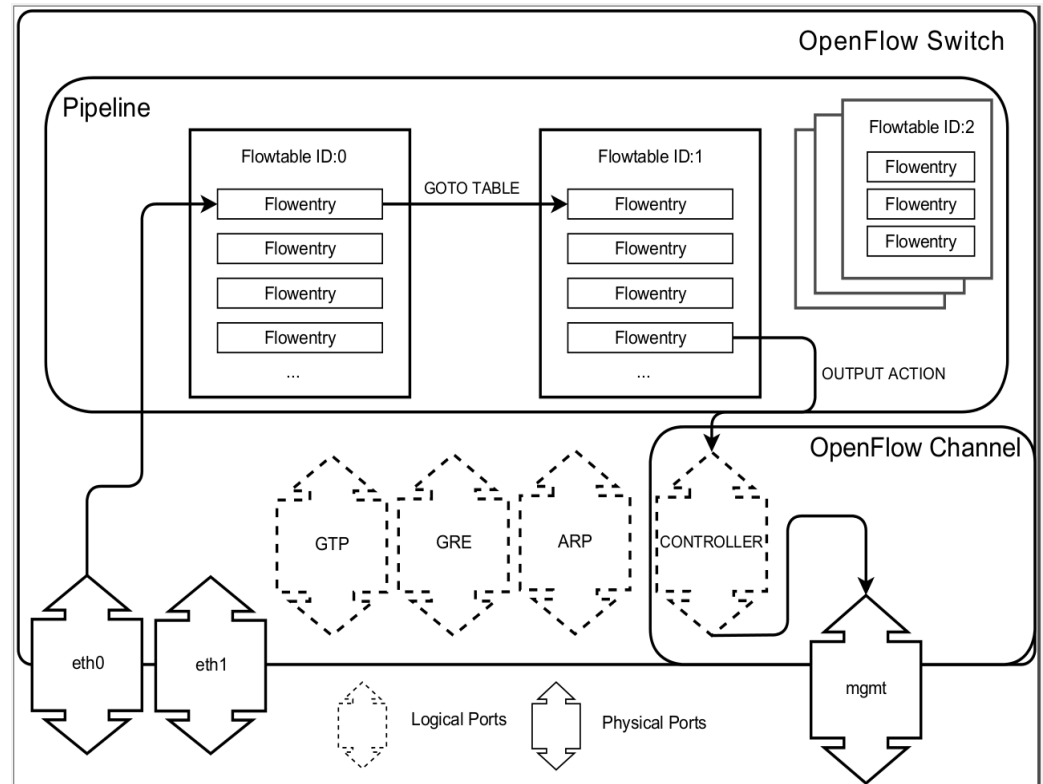 OpenFlow Switch
Pipeline
Flowtable ID:0
Flowentry
Flowentry
Flowentry
Flowentry
...
GOTO TABLE
Flowtable ID:1
Flowentry
Flowentry
Flowentry
Flowentry
...
Flowtable ID:2
Flowentry
Flowentry
Flowentry
OUTPUT ACTION
OpenFlow Channel
GTP
GRE
ARP
CONTROLLER
eth0
eth1
mgmt
Logical Ports
Physical Ports